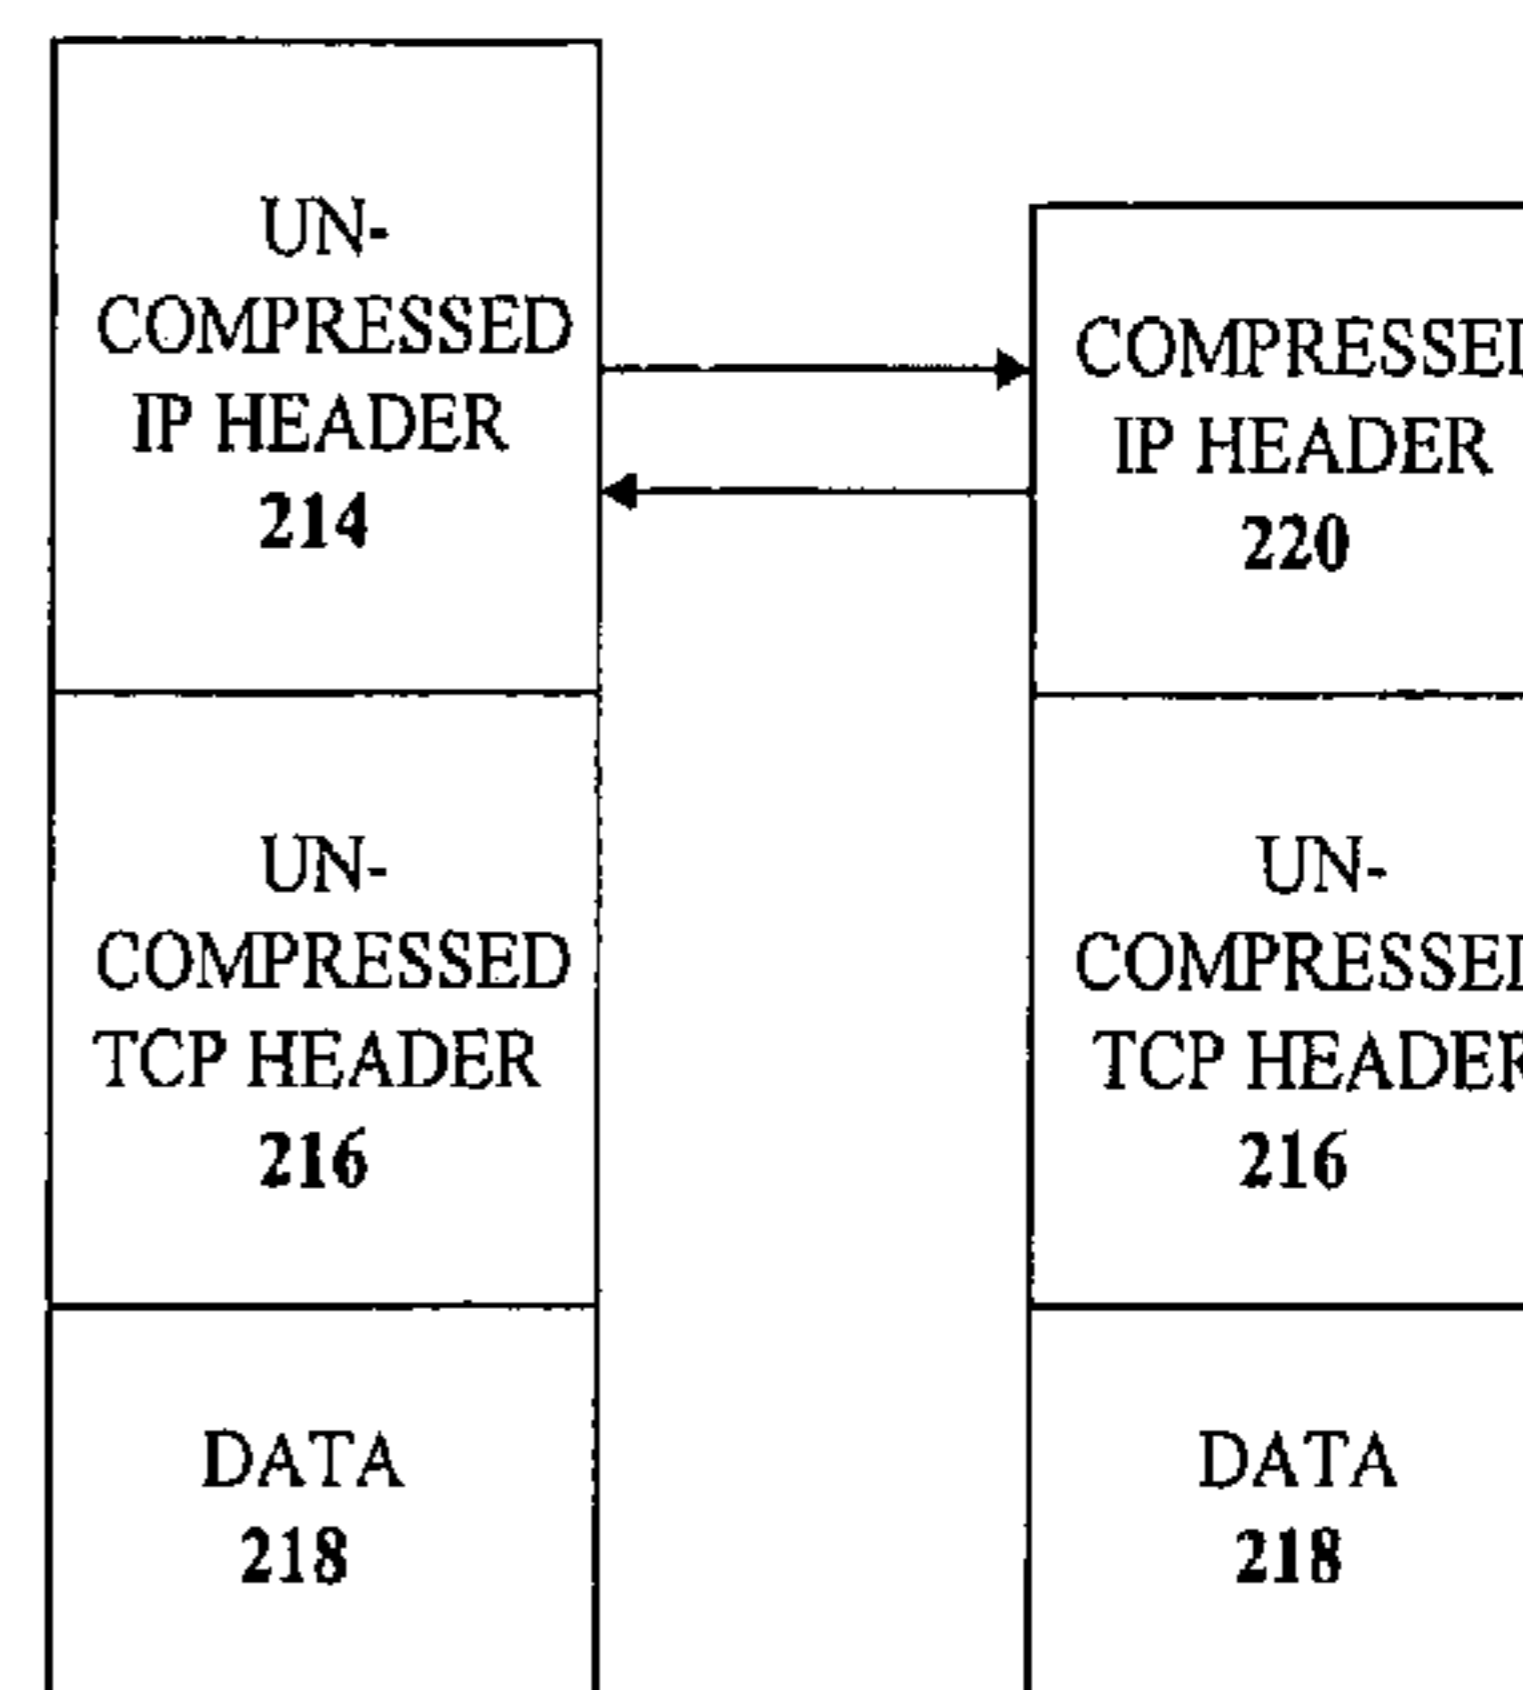 UN-
COMPRESSED
IP HEADER
214
UN-
COMPRESSED
TCP HEADER
216
DATA
218
COMPRESSED
IP HEADER
220
UN-
COMPRESSED
TCP HEADER
216
DATA
218